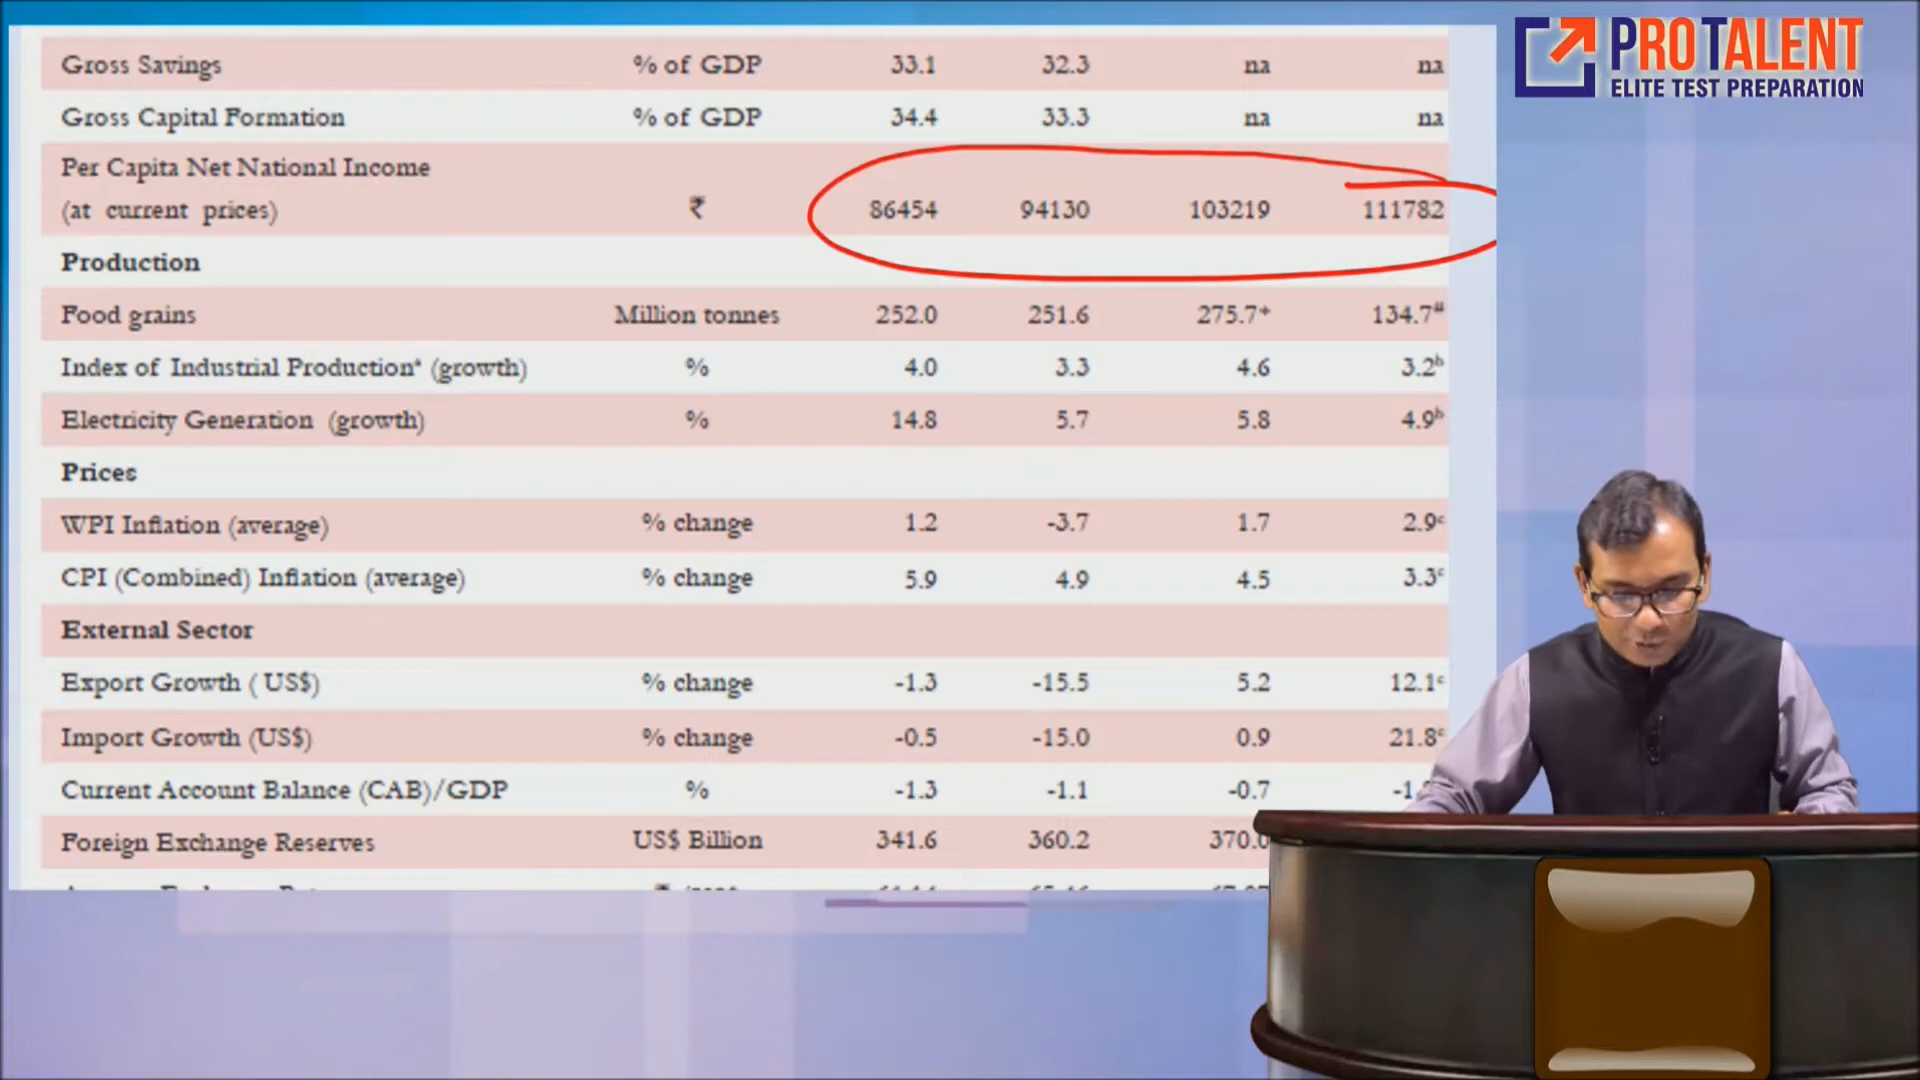 PROTALENT
ELITE TEST PREPARATION
Gross Savings % of GDP 33.1 32.3 na na
Gross Capital Formation % of GDP 34.4 33.3 na na
Per Capita Net National Income
(at current prices) ₹ 86454 94130 103219 111782
Production
Food grains Million tonnes 252.0 251.6 275.7+ 134.7#
Index of Industrial Productionª (growth) % 4.0 3.3 4.6 3.2ᵇ
Electricity Generation (growth) % 14.8 5.7 5.8 4.9ᵇ
Prices
WPI Inflation (average) % change 1.2 -3.7 1.7 2.9ᶜ
CPI (Combined) Inflation (average) % change 5.9 4.9 4.5 3.3ᶜ
External Sector
Export Growth ( US$) % change -1.3 -15.5 5.2 12.1ᶜ
Import Growth (US$) % change -0.5 -15.0 0.9 21.8ᶜ
Current Account Balance (CAB)/GDP % -1.3 -1.1 -0.7
Foreign Exchange Reserves US$ Billion 341.6 360.2 370.0